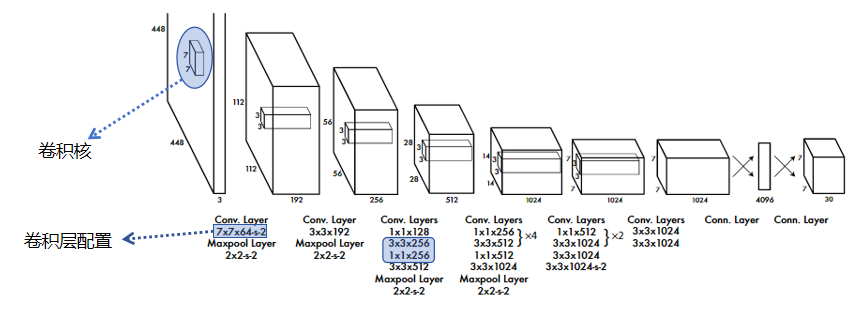 448
7
7
448
3
卷积核
112
3
3
112
192
56
3
3
56
256
28
3
3
28
512
14
3
3
14
1024
7
3
3
7
1024
7
7
1024
4096
7
7
30
卷积层配置
Conv. Layer
7x7x64-s-2
Maxpool Layer
2x2-s-2
Conv. Layer
3x3x192
Maxpool Layer
2x2-s-2
Conv. Layers
1x1x128
3x3x256
1x1x256
3x3x512
Maxpool Layer
2x2-s-2
Conv. Layers
1x1x256
3x3x512 } ×4
1x1x512
3x3x1024
Maxpool Layer
2x2-s-2
Conv. Layers
1x1x512
3x3x1024 } ×2
3x3x1024
3x3x1024-s-2
Conv. Layers
3x3x1024
3x3x1024
Conn. Layer
Conn. Layer